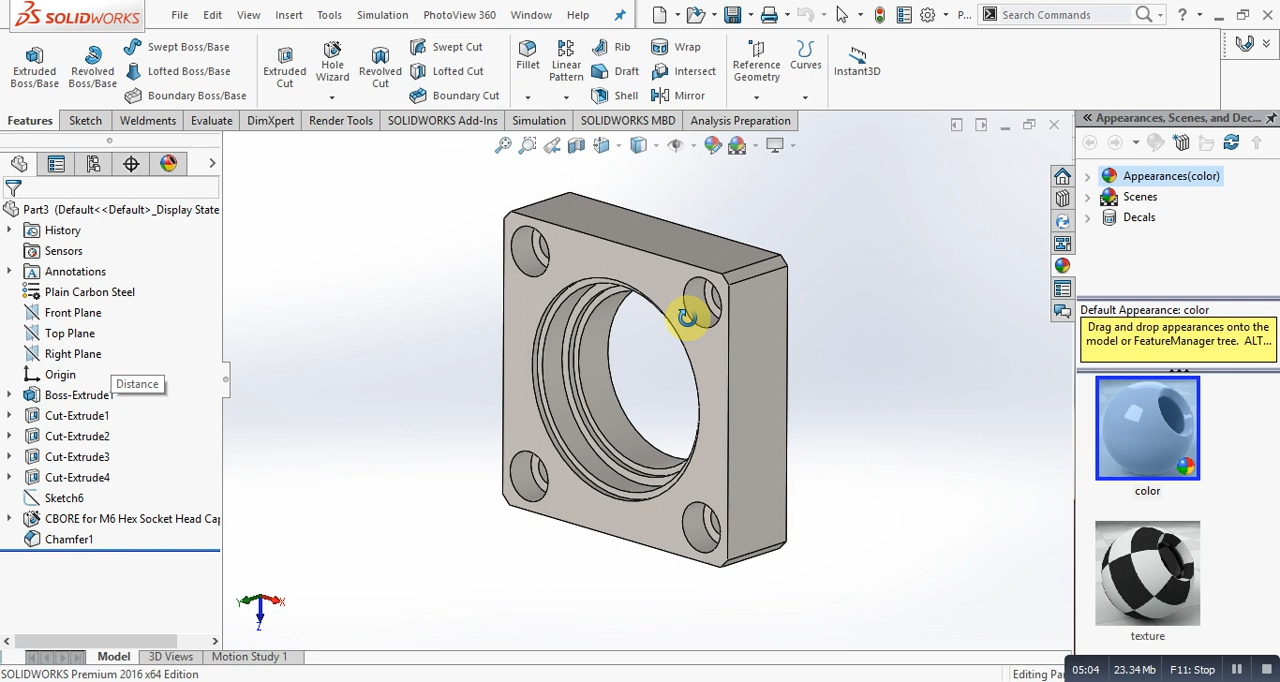 SOLIDWORKS File Edit View Insert Tools Simulation PhotoView 360 Window Help P... Search Commands ?
Extruded Boss/Base
Revolved Boss/Base
Swept Boss/Base
Lofted Boss/Base
Boundary Boss/Base
Extruded Cut
Hole Wizard
Revolved Cut
Swept Cut
Lofted Cut
Boundary Cut
Fillet
Linear Pattern
Rib
Draft
Shell
Wrap
Intersect
Mirror
Reference Geometry
Curves
Instant3D
Features Sketch Weldments Evaluate DimXpert Render Tools SOLIDWORKS Add-Ins Simulation SOLIDWORKS MBD Analysis Preparation
Part3 (Default<<Default>_Display State
History
Sensors
Annotations
Plain Carbon Steel
Front Plane
Top Plane
Right Plane
Origin
Distance
Boss-Extrude1
Cut-Extrude1
Cut-Extrude2
Cut-Extrude3
Cut-Extrude4
Sketch6
CBORE for M6 Hex Socket Head Cap
Chamfer1
Y X
Z
Appearances, Scenes, and Dec...
Appearances(color)
Scenes
Decals
Default Appearance: color
Drag and drop appearances onto the
model or FeatureManager tree. ALT...
color
texture
Model 3D Views Motion Study 1
SOLIDWORKS Premium 2016 x64 Edition
Editing Pa
05:04 23.34 Mb F11: Stop